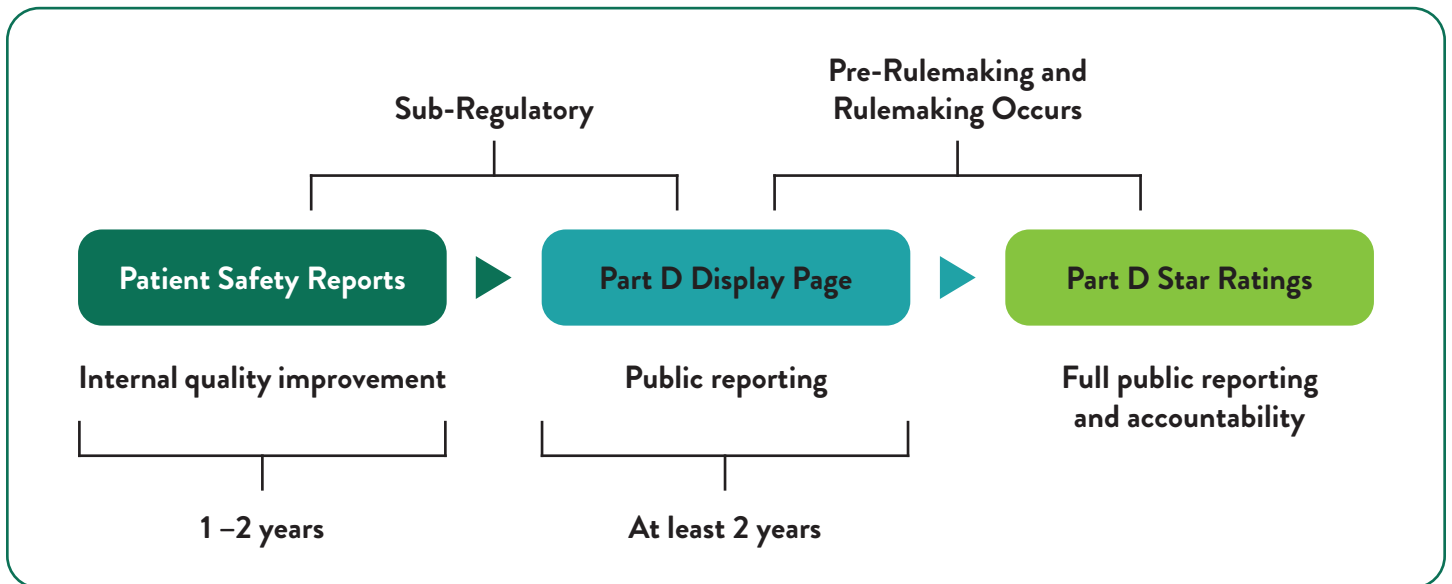 Sub-Regulatory
Pre-Rulemaking and
Rulemaking Occurs
Patient Safety Reports
Part D Display Page
Part D Star Ratings
Internal quality improvement
Public reporting
Full public reporting
and accountability
1 –2 years
At least 2 years